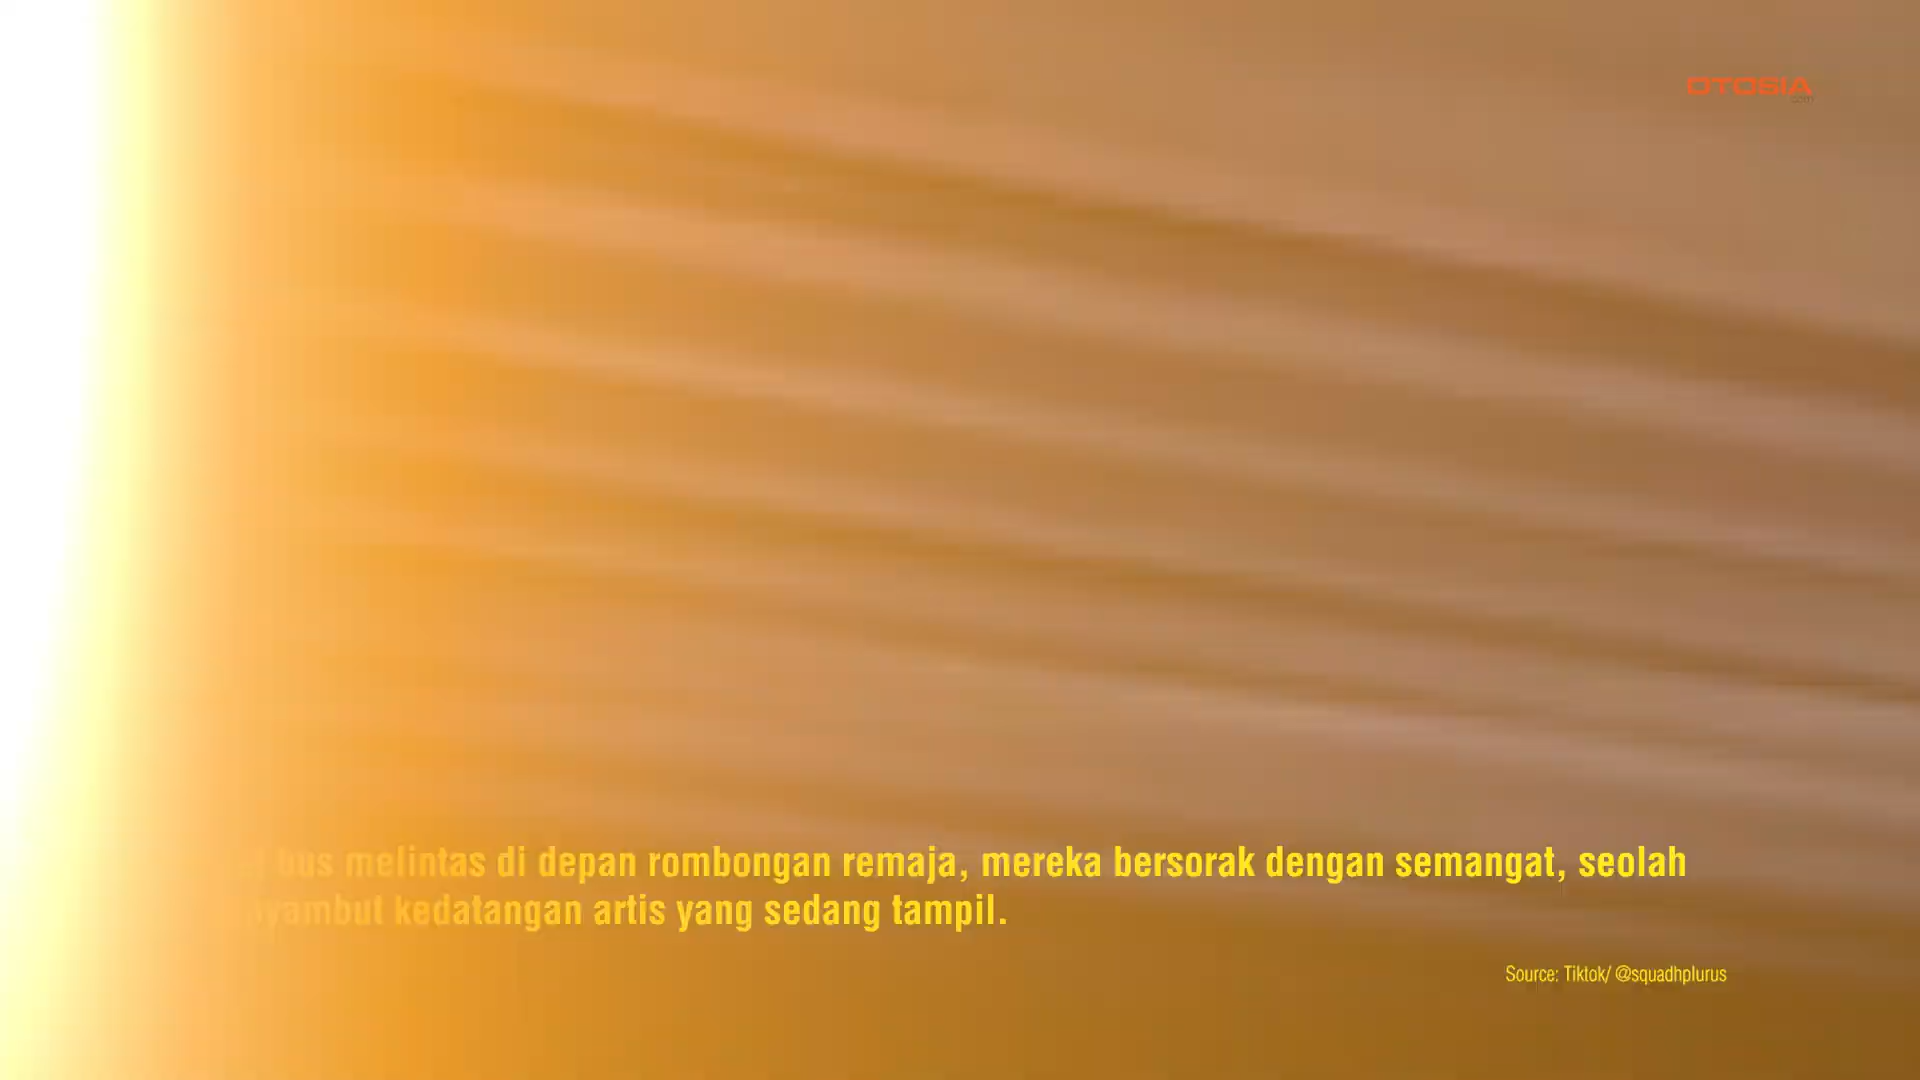 OTOSIA
.com
bus melintas di depan rombongan remaja, mereka bersorak dengan semangat, seolah
kedatangan artis yang sedang tampil.
Source: Tiktok/ @squadhplurus